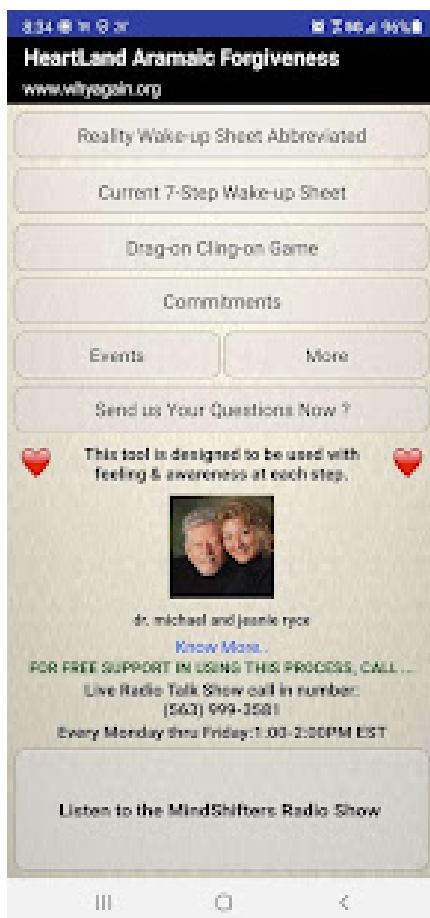 8:34
96%
HeartLand Aramaic Forgiveness
www.whyagain.org
Reality Wake-up Sheet Abbreviated
Current 7-Step Wake-up Sheet
Drag-on Cling-on Game
Commitments
Events
More
Send us Your Questions Now ?
This tool is designed to be used with
feeling & awareness at each step.
dr. michael and jeanie ryce
Know More..
FOR FREE SUPPORT IN USING THIS PROCESS, CALL ...
Live Radio Talk Show call in number:
(563) 999-3581
Every Monday thru Friday:1:00-2:00PM EST
Listen to the MindShifters Radio Show